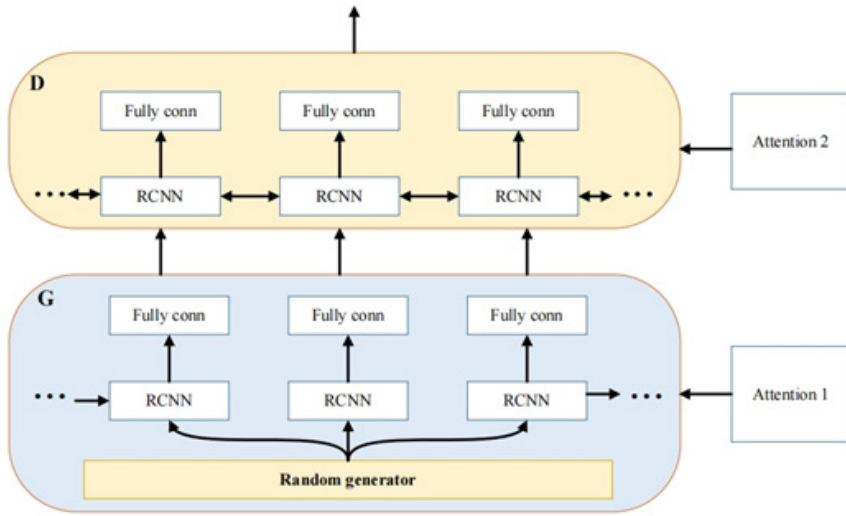 D
Fully conn Fully conn Fully conn
Attention 2
... RCNN RCNN RCNN ...
G
Fully conn Fully conn Fully conn
... RCNN RCNN RCNN ...
Attention 1
Random generator